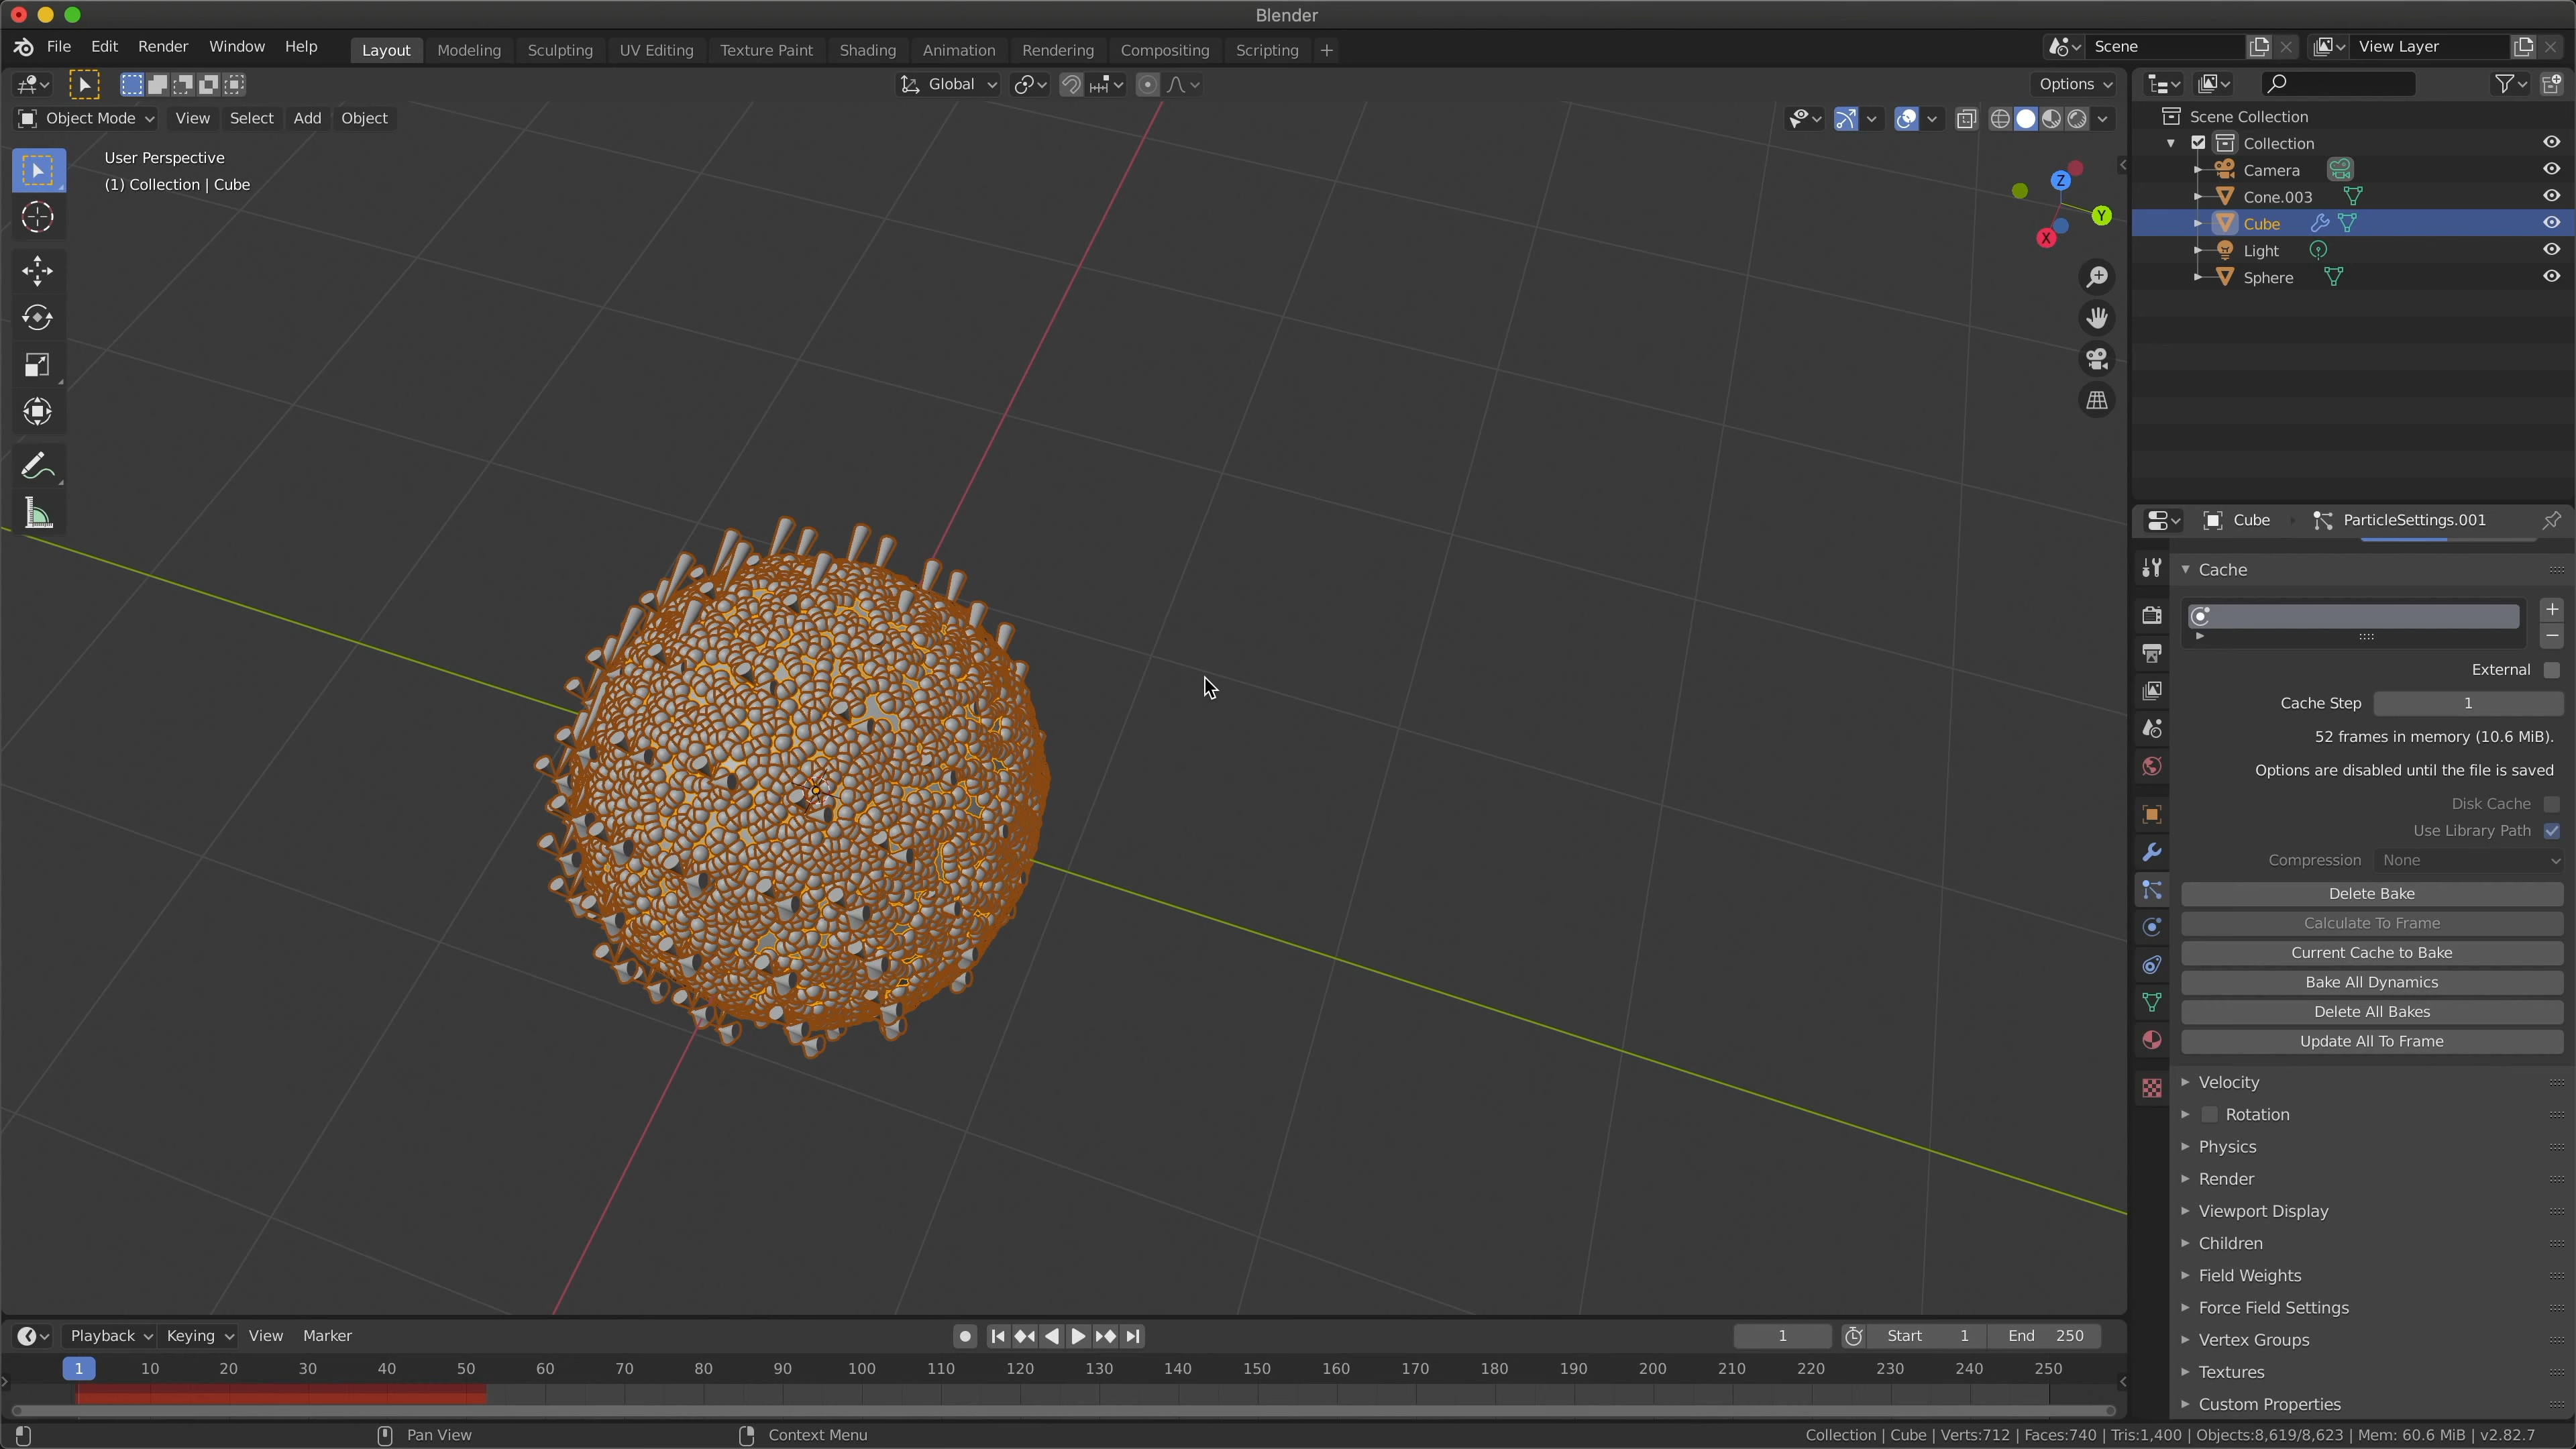 Blender
File Edit Render Window Help Layout Modeling Sculpting UV Editing Texture Paint Shading Animation Rendering Compositing Scripting + Scene View Layer
Global Options
Object Mode View Select Add Object
User Perspective
(1) Collection | Cube
Z
Y
X
Scene Collection
Collection
Camera
Cone.003
Cube
Light
Sphere
Cube ParticleSettings.001
Cache
External
Cache Step 1
52 frames in memory (10.6 MiB).
Options are disabled until the file is saved
Disk Cache
Use Library Path
Compression None
Delete Bake
Calculate To Frame
Current Cache to Bake
Bake All Dynamics
Delete All Bakes
Update All To Frame
Velocity
Rotation
Physics
Render
Viewport Display
Children
Field Weights
Force Field Settings
Vertex Groups
Textures
Custom Properties
Playback Keying View Marker 1 Start 1 End 250
1 10 20 30 40 50 60 70 80 90 100 110 120 130 140 150 160 170 180 190 200 210 220 230 240 250
Pan View Context Menu Collection | Cube | Verts:712 | Faces:740 | Tris:1,400 | Objects:8,619/8,623 | Mem: 60.6 MiB | v2.82.7